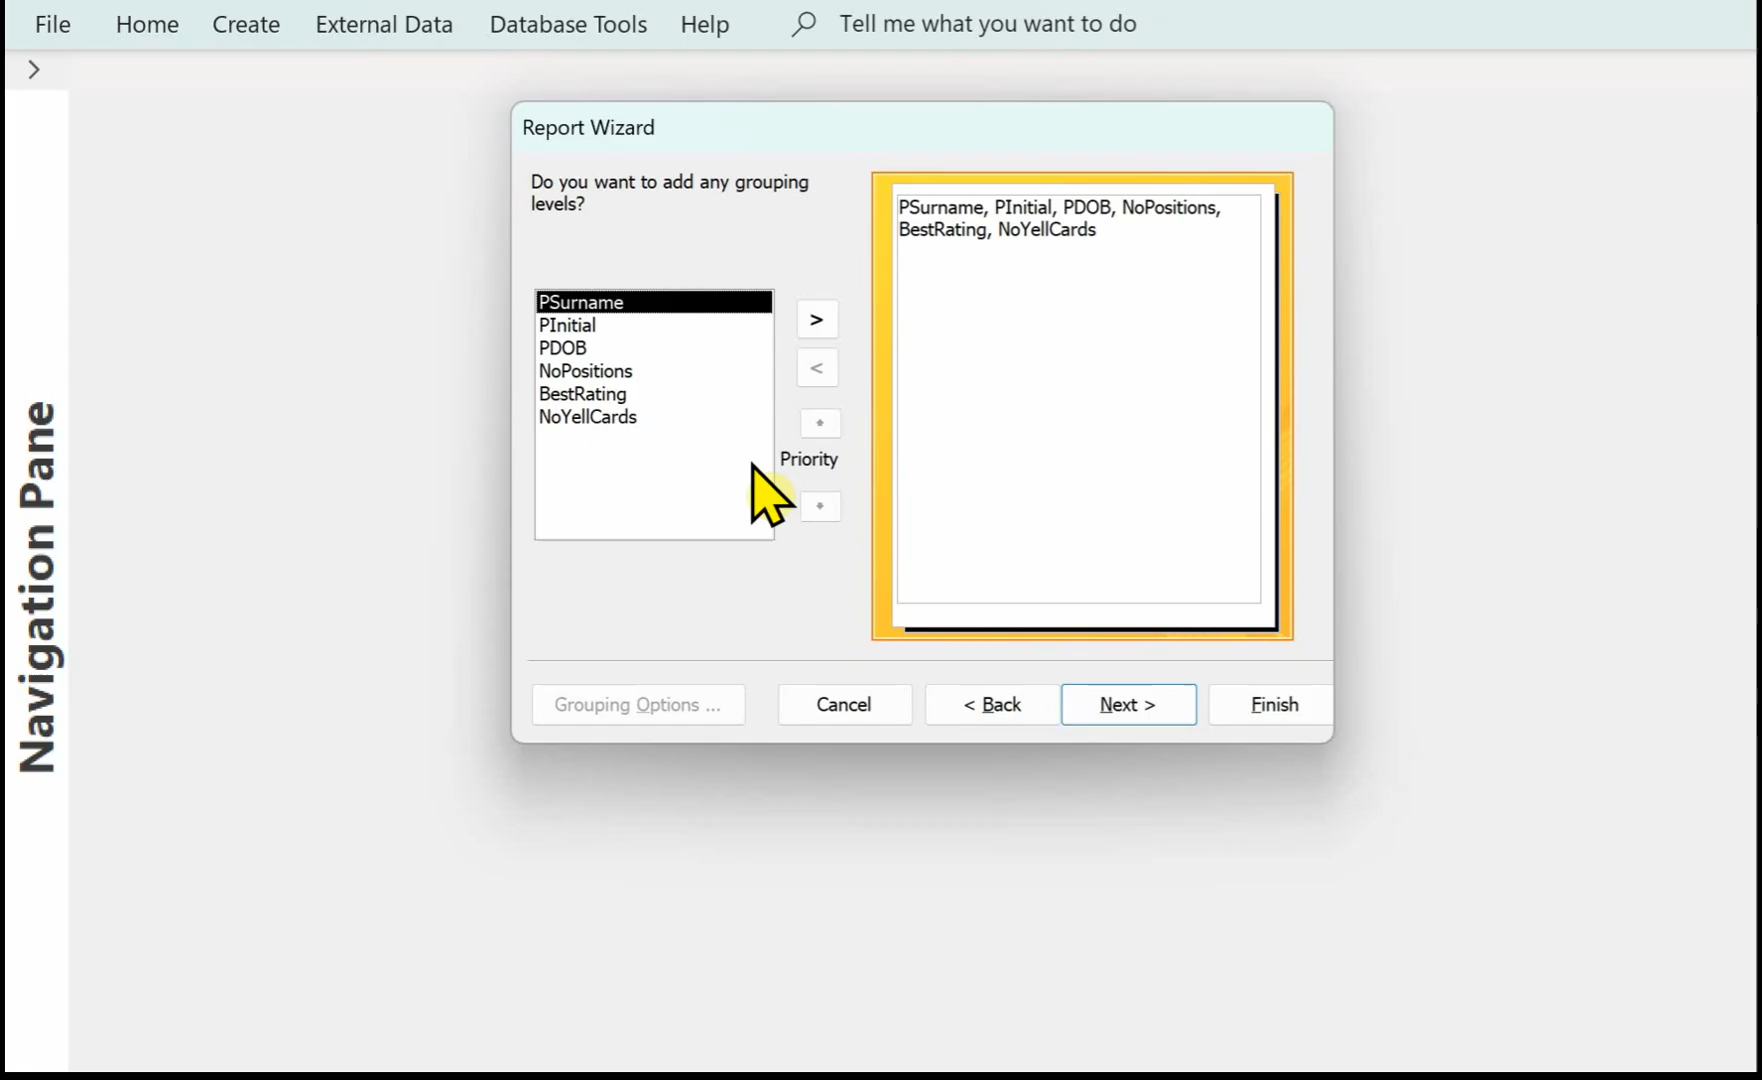 File Home Create External Data Database Tools Help Tell me what you want to do
Navigation Pane
Report Wizard
Do you want to add any grouping
levels?
PSurname
PInitial
PDOB
NoPositions
BestRating
NoYellCards
>
<
Priority
PSurname, PInitial, PDOB, NoPositions,
BestRating, NoYellCards
Grouping Options ... Cancel < Back Next > Finish